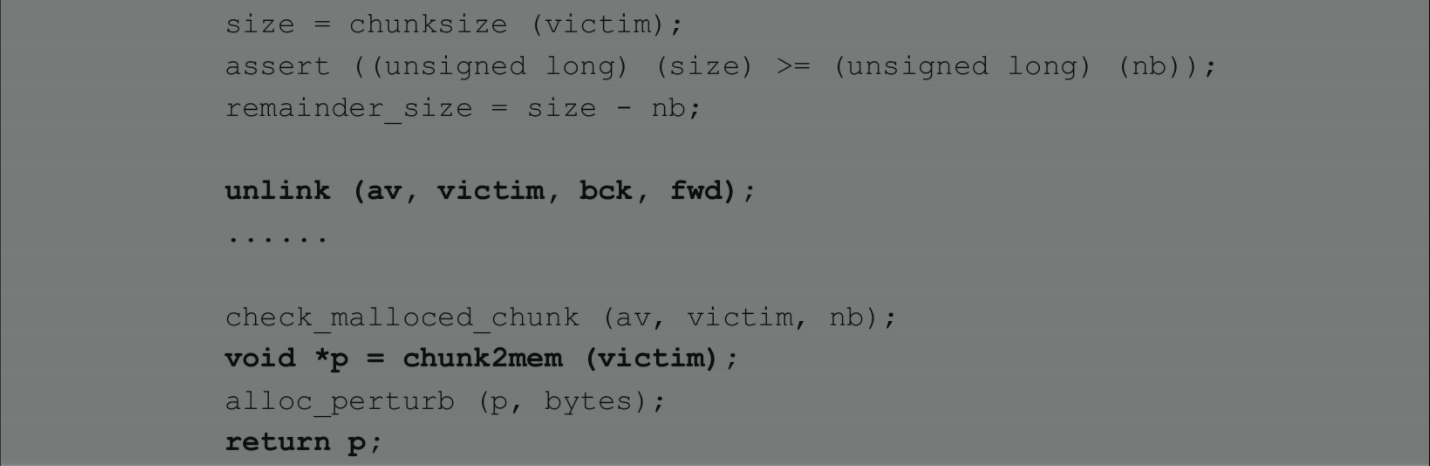 size = chunksize (victim);
assert ((unsigned long) (size) >= (unsigned long) (nb));
remainder_size = size - nb;
unlink (av, victim, bck, fwd);
......
check_malloced_chunk (av, victim, nb);
void *p = chunk2mem (victim);
alloc_perturb (p, bytes);
return p;